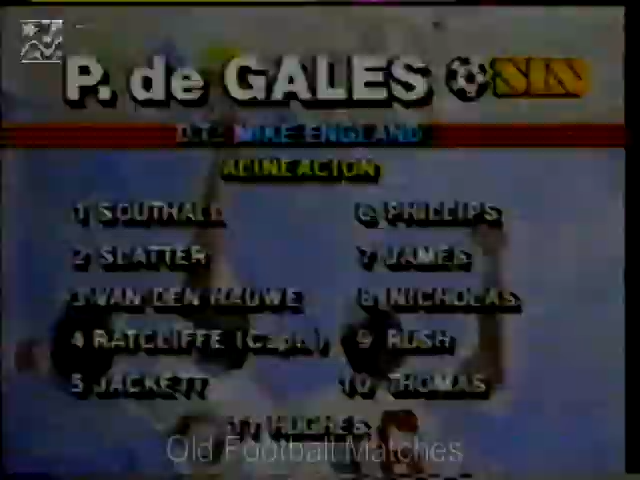 P. de GALES SIN
D.T.: MIKE ENGLAND
ALINEACION
1 SOUTHALL 6 PHILLIPS
2 SLATTER 7 JAMES
3 VAN DEN HAUWE 8 NICHOLAS
4 RATCLIFFE (Capt.) 9 RUSH
5 JACKETT 10 THOMAS
11 HUGHES
Old Football Matches